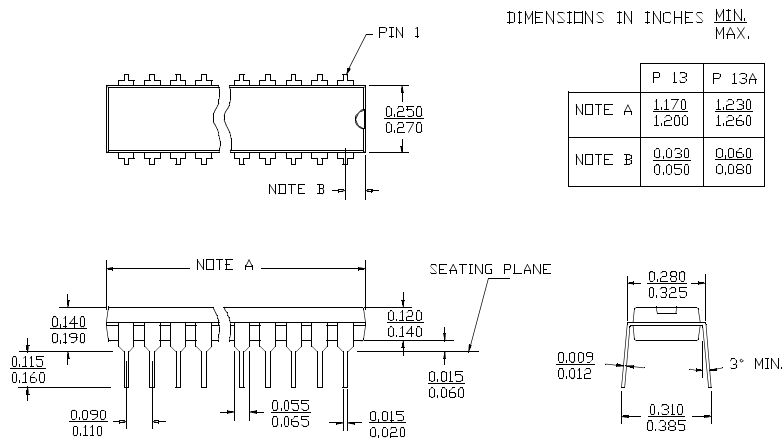 DIMENSIONS IN INCHES MIN.
MAX.
PIN 1
P 13 P 13A
NOTE A 1.170 1.230
1.200 1.260
NOTE B 0.030 0.060
0.050 0.080
0.250
0.270
NOTE B
NOTE A
SEATING PLANE
0.280
0.325
0.140
0.190
0.120
0.140
0.115
0.160
0.009
0.012
3° MIN.
0.015
0.060
0.090
0.110
0.055
0.065
0.015
0.020
0.310
0.385